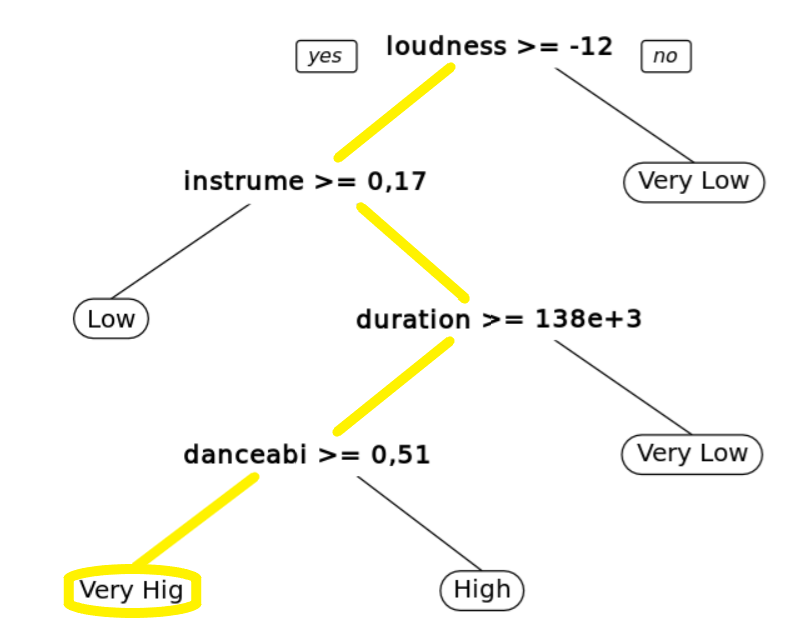 yes
loudness >= -12
no
instrume >= 0,17
Very Low
Low
duration >= 138e+3
danceabi >= 0,51
Very Low
Very Hig
High